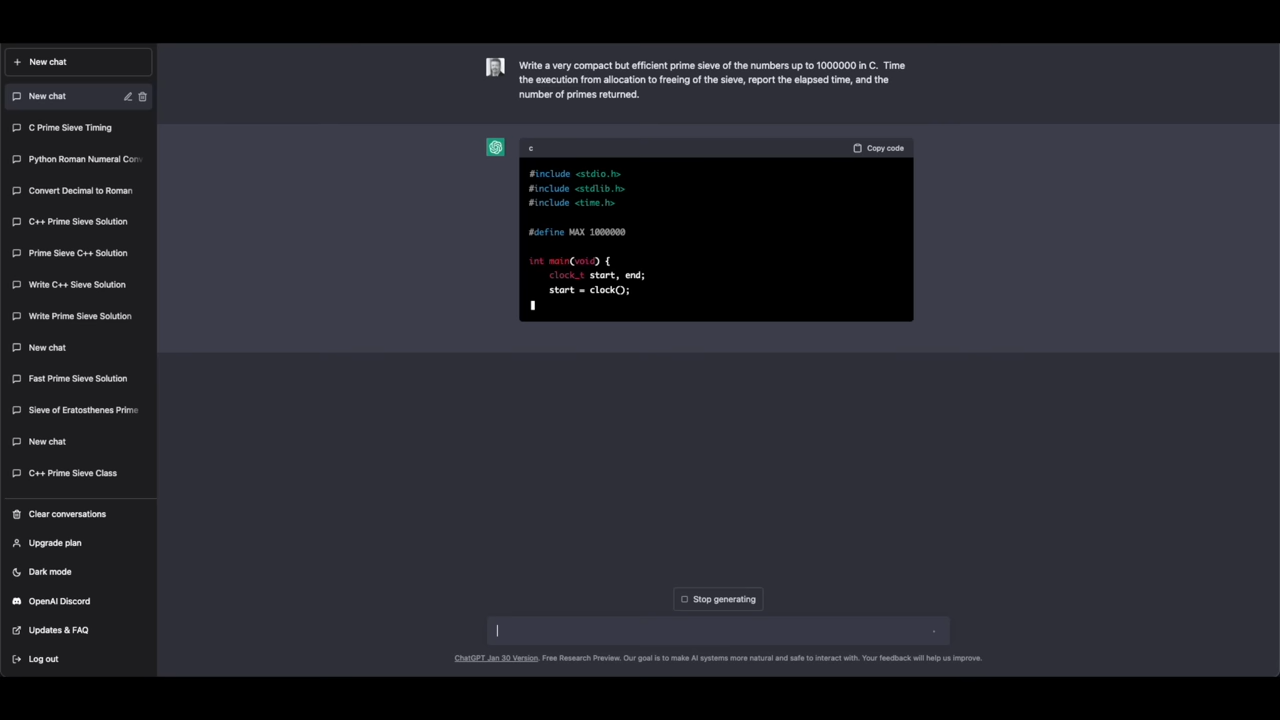 New chat
New chat
C Prime Sieve Timing
Python Roman Numeral Conv
Convert Decimal to Roman
C++ Prime Sieve Solution
Prime Sieve C++ Solution
Write C++ Sieve Solution
Write Prime Sieve Solution
New chat
Fast Prime Sieve Solution
Sieve of Eratosthenes Prime
New chat
C++ Prime Sieve Class
Clear conversations
Upgrade plan
Dark mode
OpenAI Discord
Updates & FAQ
Log out
Write a very compact but efficient prime sieve of the numbers up to 1000000 in C. Time
the execution from allocation to freeing of the sieve, report the elapsed time, and the
number of primes returned.
c
Copy code
#include <stdio.h>
#include <stdlib.h>
#include <time.h>
#define MAX 1000000
int main(void) {
clock_t start, end;
start = clock();
Stop generating
ChatGPT Jan 30 Version. Free Research Preview. Our goal is to make AI systems more natural and safe to interact with. Your feedback will help us improve.